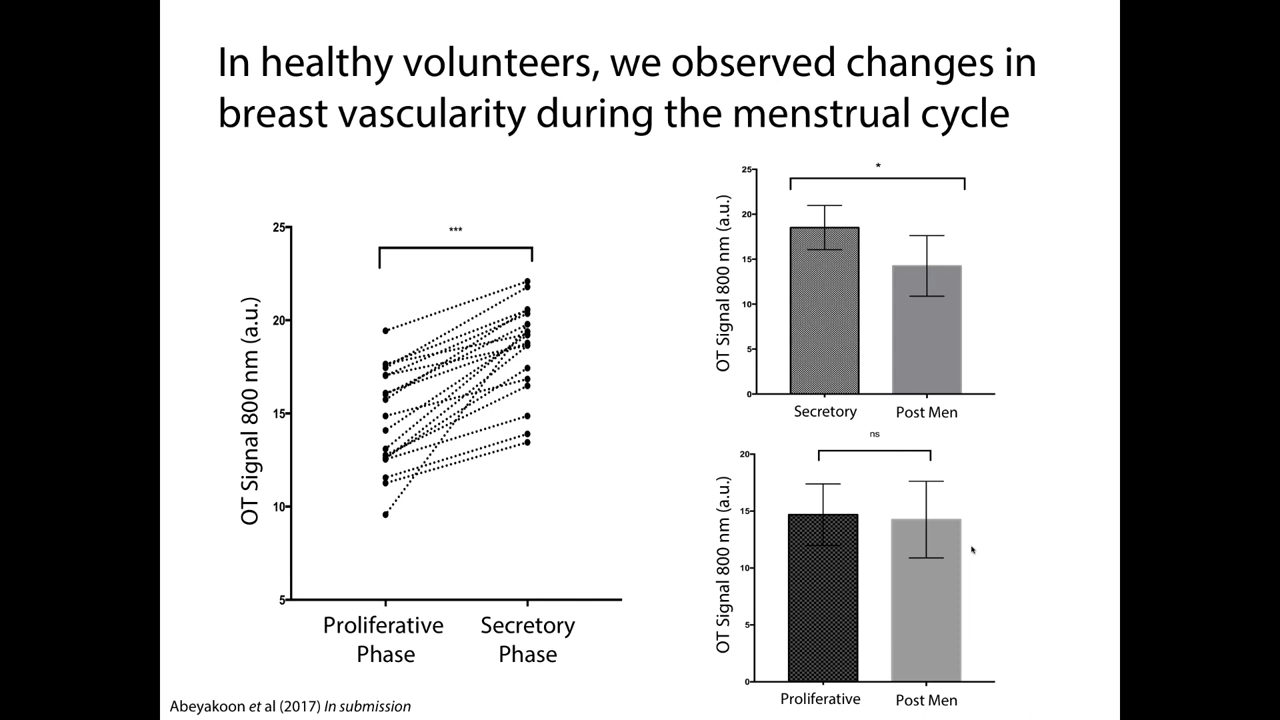 In healthy volunteers, we observed changes in
breast vascularity during the menstrual cycle
***
25
20
15
10
5
OT Signal 800 nm (a.u.)
Proliferative
Phase
Secretory
Phase
*
25
20
15
10
5
0
OT Signal 800 nm (a.u.)
Secretory
Post Men
ns
20
15
10
5
0
OT Signal 800 nm (a.u.)
Proliferative
Post Men
Abeyakoon et al (2017) In submission